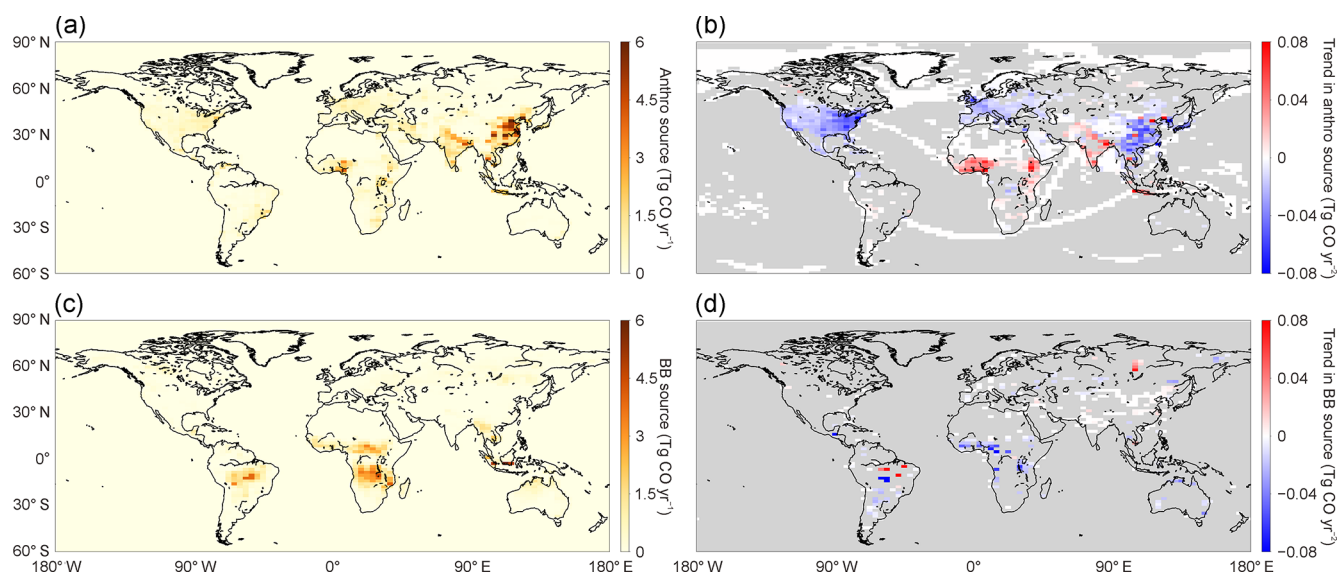 (a)
(b)
90° N
60° N
30° N
0°
30° S
60° S
6
4.5
3
1.5
0
Anthro source (Tg CO yr⁻¹)
0.08
0.04
0
−0.04
−0.08
Trend in anthro source (Tg CO yr⁻²)
(c)
(d)
90° N
60° N
30° N
0°
30° S
60° S
6
4.5
3
1.5
0
BB source (Tg CO yr⁻¹)
0.08
0.04
0
−0.04
−0.08
Trend in BB source (Tg CO yr⁻²)
180° W
90° W
0°
90° E
180° E
180° W
90° W
0°
90° E
180° E